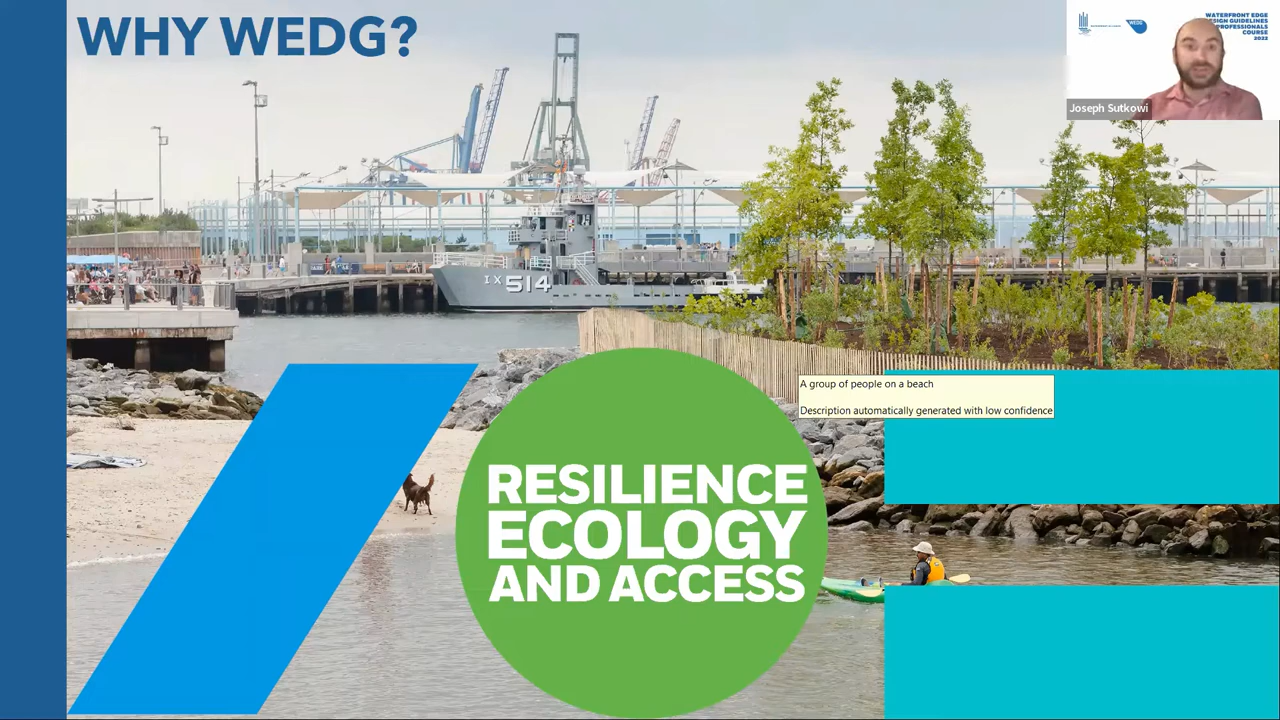 WHY WEDG?
WEDG
WATERFRONT EDGE
DESIGN GUIDELINES
PROFESSIONALS
COURSE
2022
Joseph Sutkowi
IX 514
A group of people on a beach
Description automatically generated with low confidence
RESILIENCE
ECOLOGY
AND ACCESS